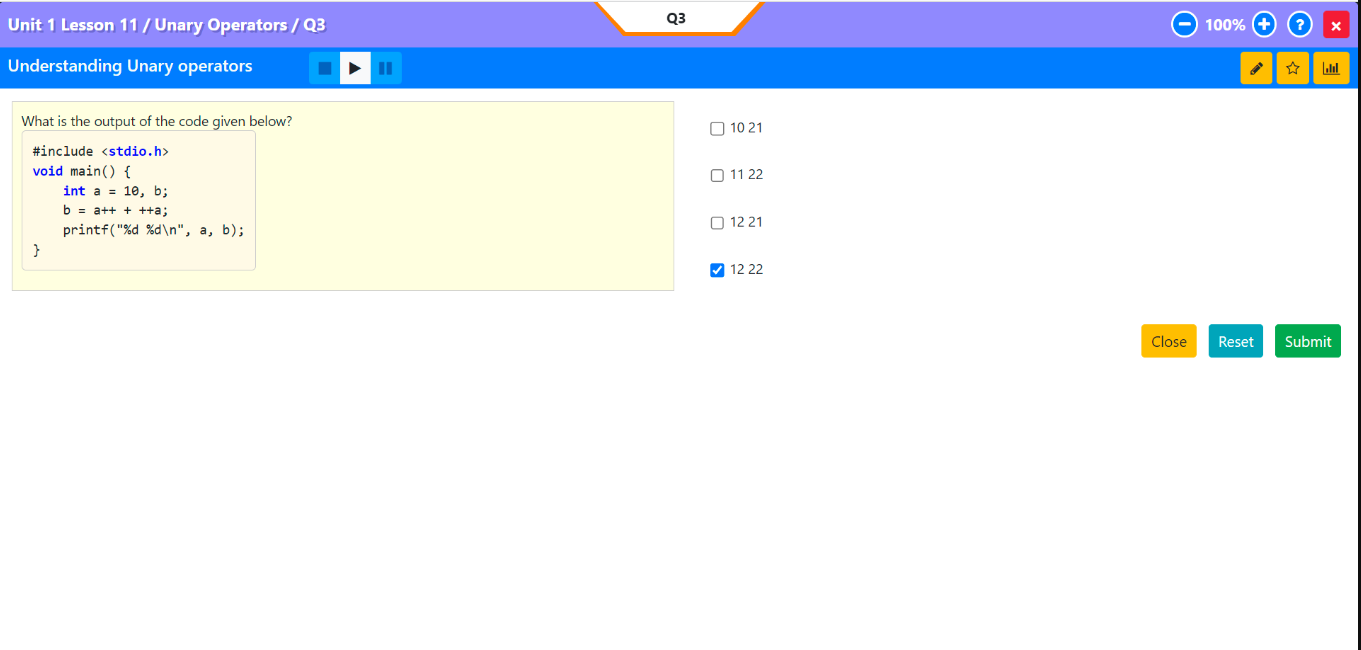 Unit 1 Lesson 11 / Unary Operators / Q3
Q3
100%
?
Understanding Unary operators
What is the output of the code given below?
#include <stdio.h>
void main() {
    int a = 10, b;
    b = a++ + ++a;
    printf("%d %d\n", a, b);
}
10 21
11 22
12 21
12 22
Close
Reset
Submit